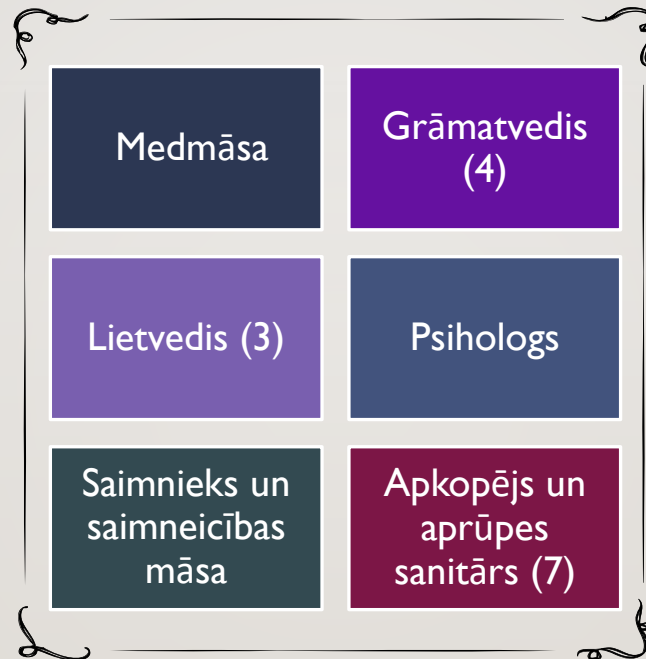 Medmāsa
Grāmatvedis
(4)
Lietvedis (3)
Psihologs
Saimnieks un
saimneicības
māsa
Apkopējs un
aprūpes
sanitārs (7)